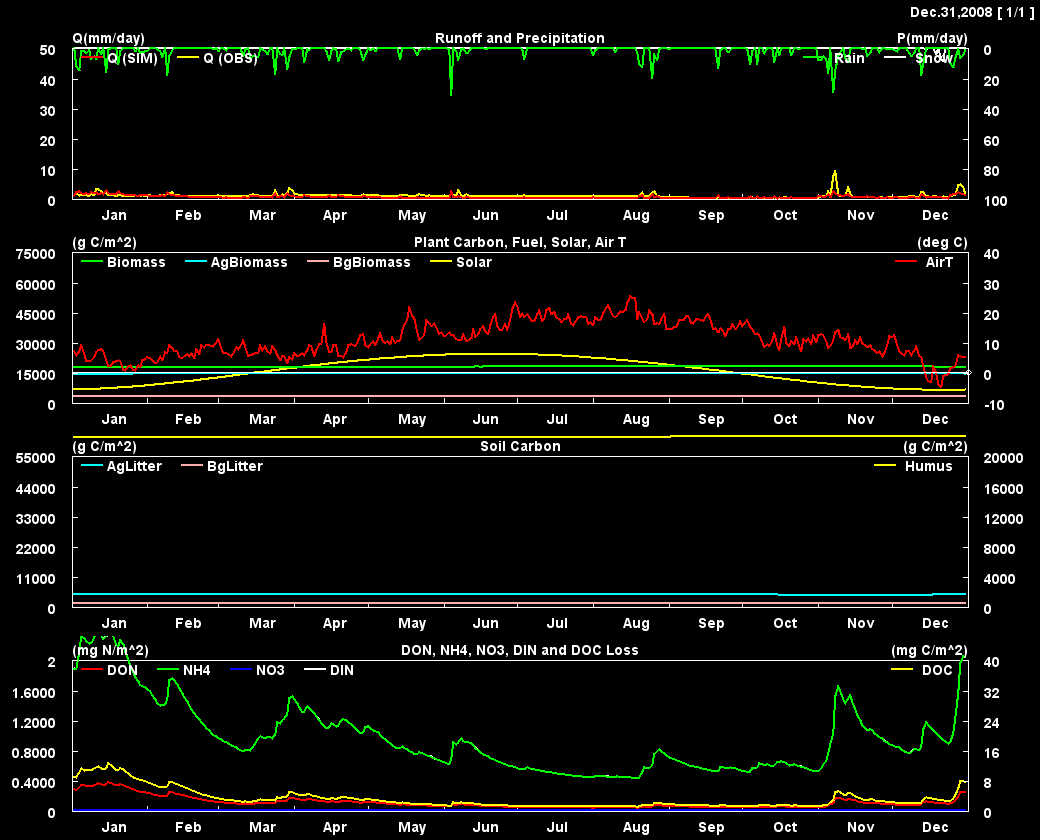 Dec.31,2008 [ 1/1 ]
Q(mm/day) Runoff and Precipitation P(mm/day)
50 0
Q (SIM) Q (OBS) Rain Snow
40 20
30 40
20 60
10 80
0 100
Jan Feb Mar Apr May Jun Jul Aug Sep Oct Nov Dec
(g C/m^2) Plant Carbon, Fuel, Solar, Air T (deg C)
75000 40
Biomass AgBiomass BgBiomass Solar AirT
60000 30
45000 20
30000 10
15000 0
0 -10
Jan Feb Mar Apr May Jun Jul Aug Sep Oct Nov Dec
(g C/m^2) Soil Carbon (g C/m^2)
55000 20000
AgLitter BgLitter Humus
44000 16000
33000 12000
22000 8000
11000 4000
0 0
Jan Feb Mar Apr May Jun Jul Aug Sep Oct Nov Dec
(mg N/m^2) DON, NH4, NO3, DIN and DOC Loss (mg C/m^2)
2 40
DON NH4 NO3 DIN DOC
1.6000 32
1.2000 24
0.8000 16
0.4000 8
0 0
Jan Feb Mar Apr May Jun Jul Aug Sep Oct Nov Dec